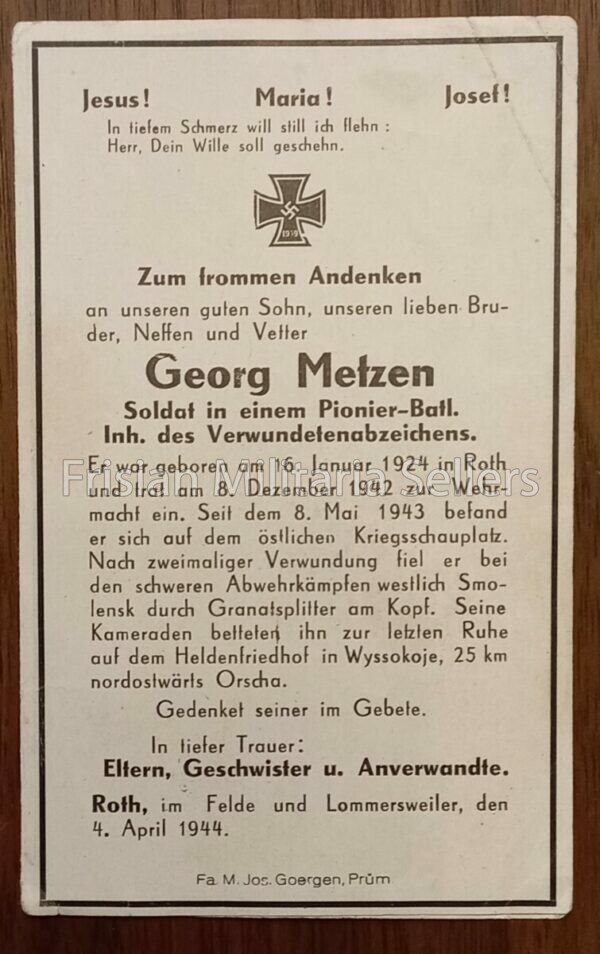 Jesus! Maria! Josef!
In tiefem Schmerz will still ich flehn :
Herr, Dein Wille soll geschehn.
1939
Zum frommen Andenken
an unseren guten Sohn, unseren lieben Bru-
der, Neffen und Vetter
Georg Metzen
Soldat in einem Pionier-Batl.
Inh. des Verwundetenabzeichens.
Er war geboren am 16. Januar 1924 in Roth
Frisian Militaria Sellers
und trat am 8. Dezember 1942 zur Wehr-
macht ein. Seit dem 8. Mai 1943 befand
er sich auf dem östlichen Kriegsschauplatz.
Nach zweimaliger Verwundung fiel er bei
den schweren Abwehrkämpfen westlich Smo-
lensk durch Granatsplitter am Kopf. Seine
Kameraden betteten ihn zur letzten Ruhe
auf dem Heldenfriedhof in Wyssokoje, 25 km
nordostwärts Orscha.
Gedenket seiner im Gebete.
In tiefer Trauer:
Eltern, Geschwister u. Anverwandte.
Roth, im Felde und Lommersweiler, den
4. April 1944.
Fa. M. Jos. Goergen, Prüm